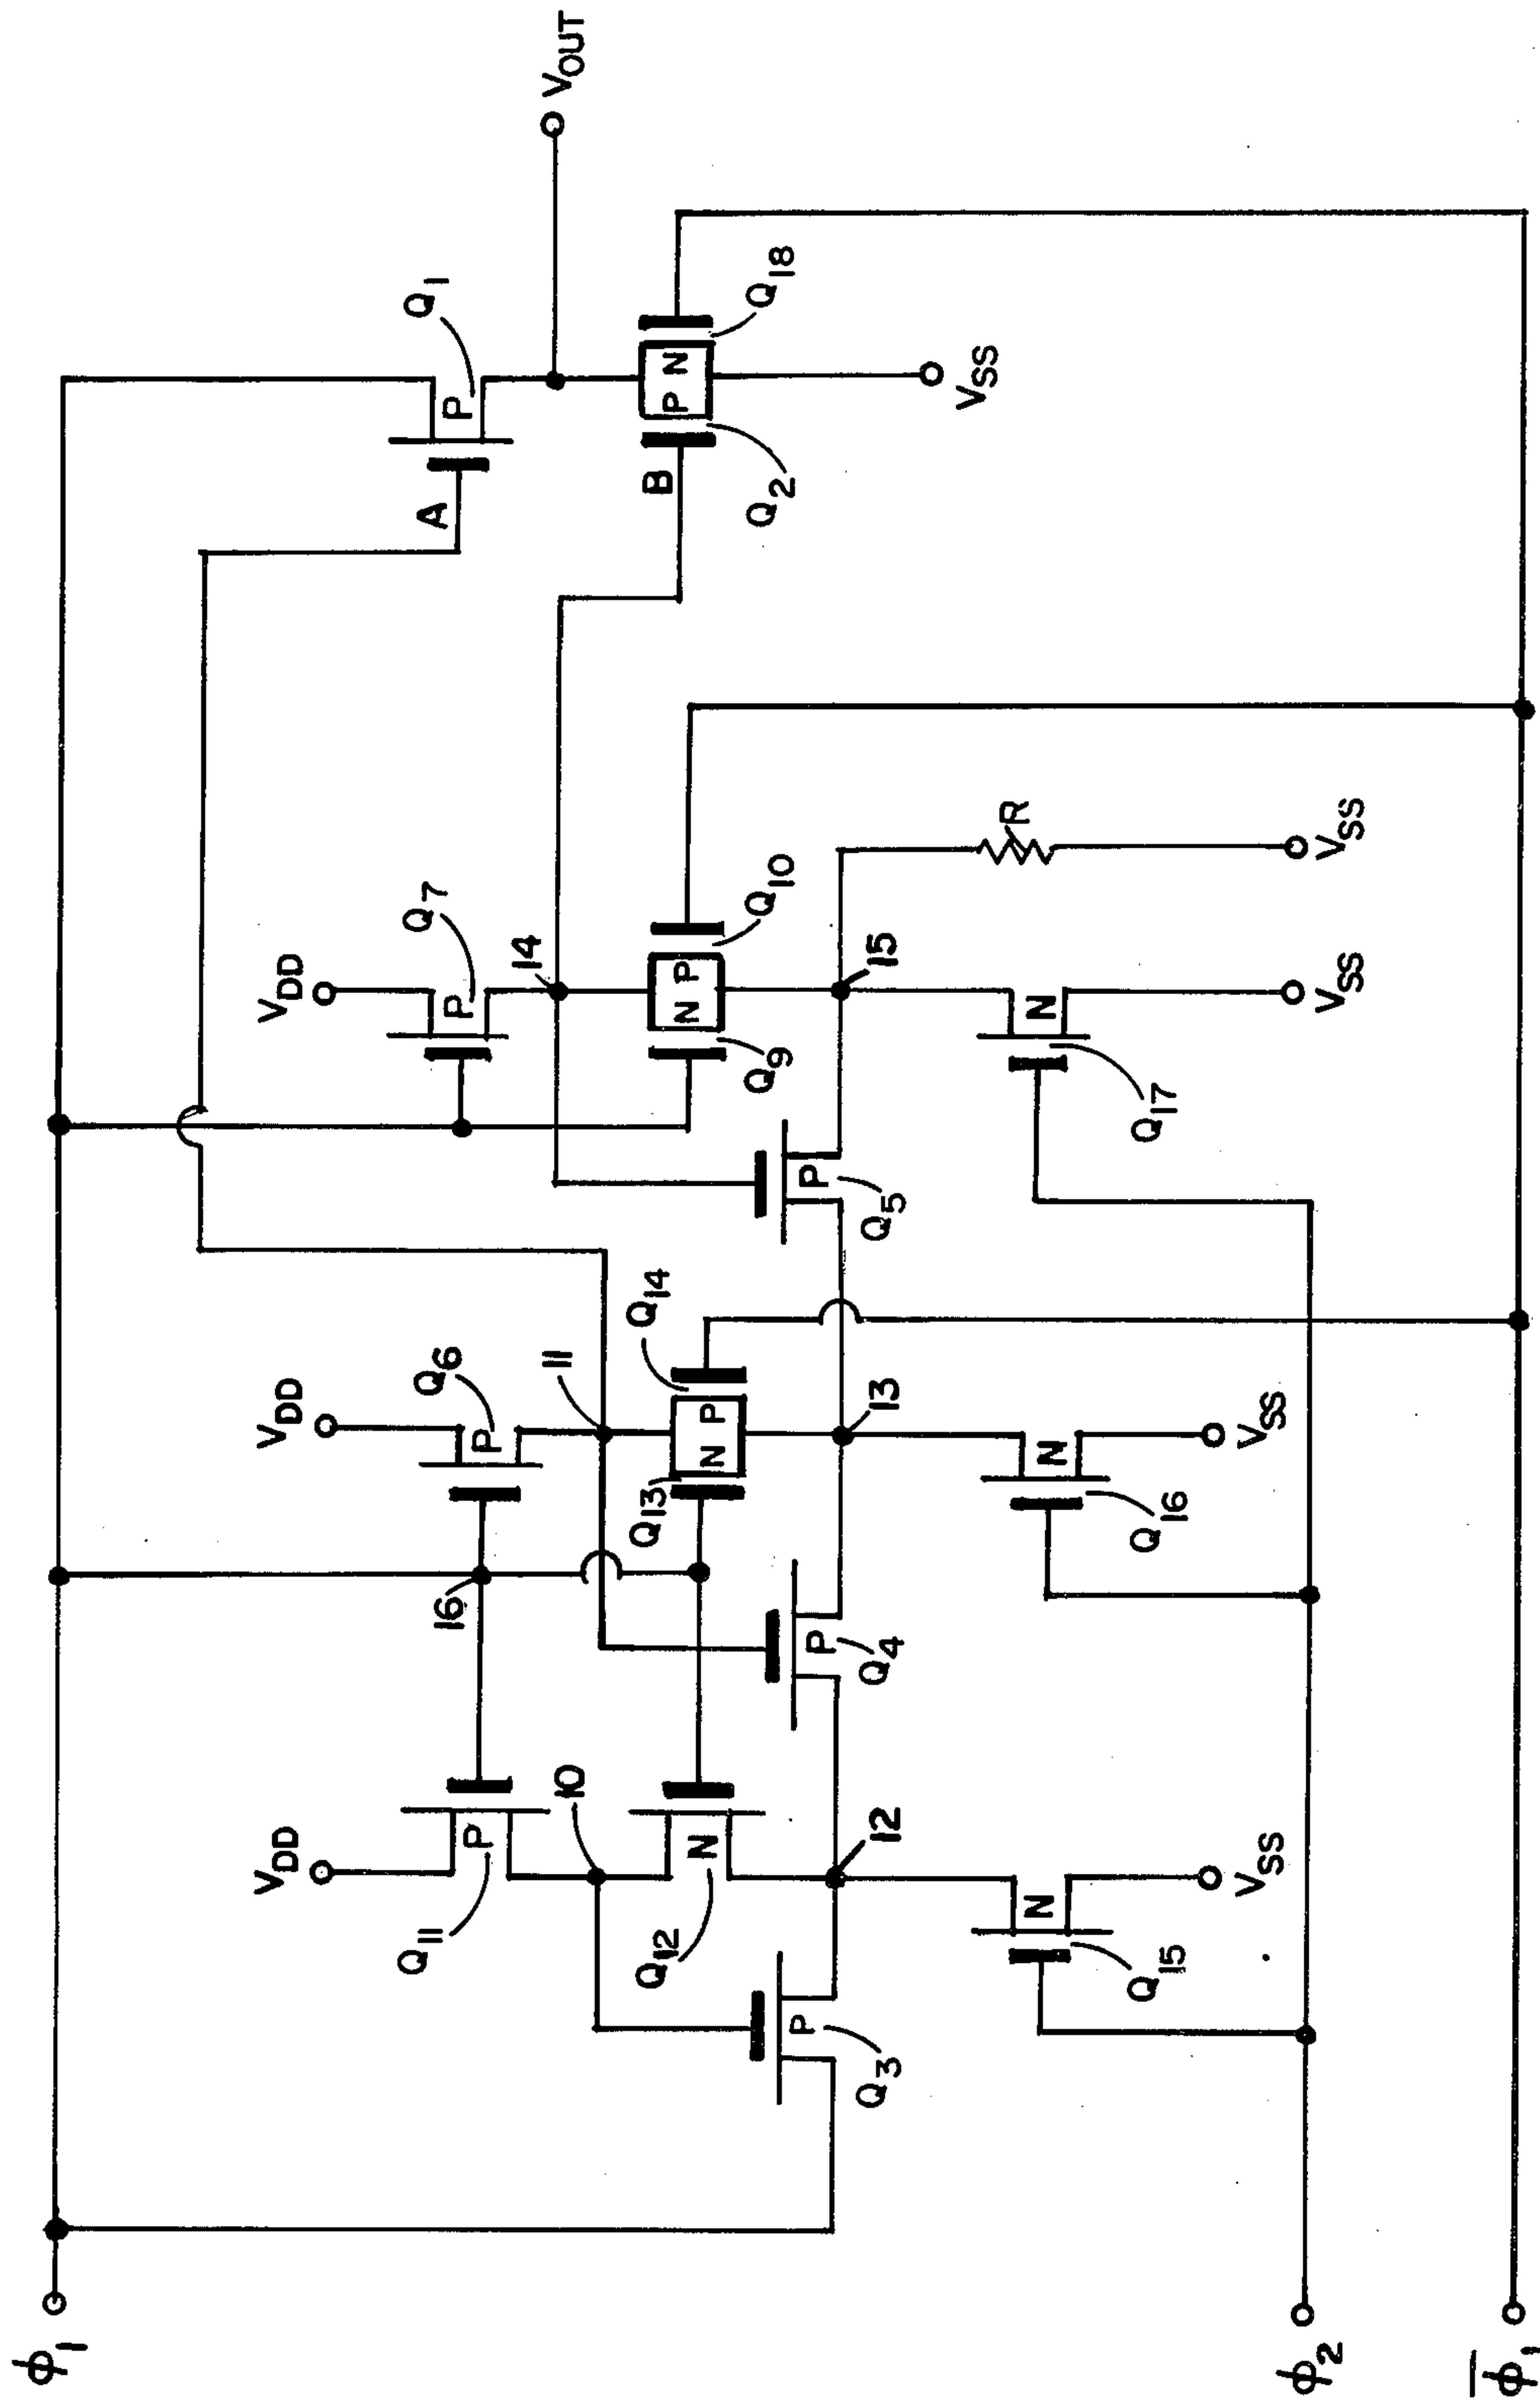 ϕ1
VDD
VDD
VDD
Q11
P
16
Q6
P
Q7
P
A
P
Q1
VOUT
10
11
14
Q12
N
Q13
N P
Q14
Q9
N P
Q10
B
P N
Q18
Q2
VSS
P
Q3
12
P
Q4
13
P
Q5
15
R
N
Q15
VSS
N
Q16
VSS
N
Q17
VSS
VSS
ϕ2
ϕ̅1